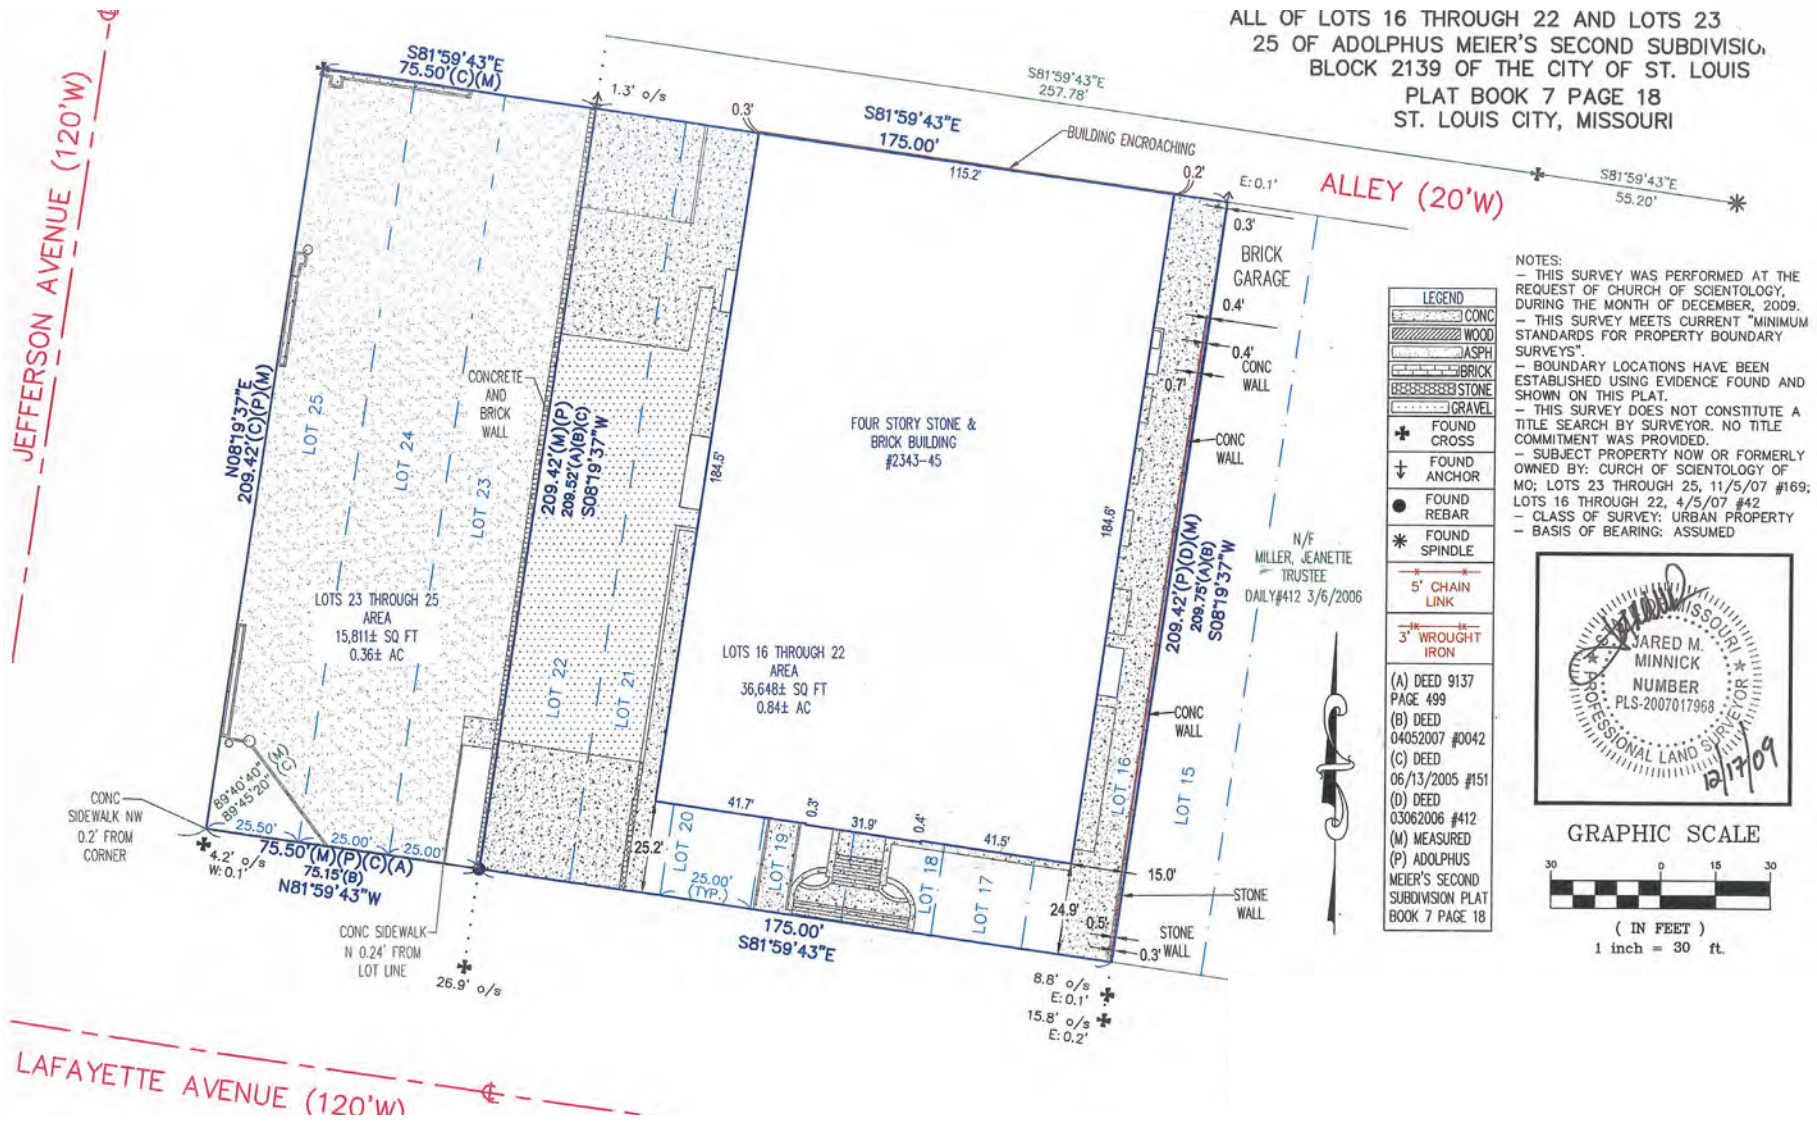 ALL OF LOTS 16 THROUGH 22 AND LOTS 23
25 OF ADOLPHUS MEIER'S SECOND SUBDIVISIO
BLOCK 2139 OF THE CITY OF ST. LOUIS
PLAT BOOK 7 PAGE 18
ST. LOUIS CITY, MISSOURI
JEFFERSON AVENUE (120'W)
S81°59'43"E
75.50'(C)(M)
1.3' o/s
0.3'
S81°59'43"E
175.00'
115.2'
S81°59'43"E
257.78'
BUILDING ENCROACHING
0.2'
E: 0.1'
ALLEY (20'W)
S81°59'43"E
55.20'
0.3'
BRICK
GARAGE
0.4'
0.4'
CONC
WALL
0.7'
CONC
WALL
N08°19'37"E
209.42'(C)(P)(M)
LOT 25
LOT 24
LOT 23
CONCRETE
AND
BRICK
WALL
209.42'(M)(P)
209.52'(A)(B)(C)
S08°19'37"W
184.5'
FOUR STORY STONE &
BRICK BUILDING
#2343-45
184.6'
209.42'(P)(D)(M)
209.75'(A)(B)
S08°19'37"W
N/F
MILLER, JEANETTE
TRUSTEE
DAILY#412 3/6/2006
LOTS 23 THROUGH 25
AREA
15,811± SQ FT
0.36± AC
LOT 22
LOT 21
LOTS 16 THROUGH 22
AREA
36,648± SQ FT
0.84± AC
CONC
WALL
LOT 16
LOT 15
89°40'40" (M)
89°45'20" (C)
CONC
SIDEWALK NW
0.2' FROM
CORNER
25.50'
25.00'
25.00'
4.2' o/s
W: 0.1'
75.50'(M)(P)(C)(A)
75.15'(B)
N81°59'43"W
CONC SIDEWALK
N 0.24' FROM
LOT LINE
26.9' o/s
25.2'
41.7'
0.3'
31.9'
0.4'
41.5'
LOT 20
LOT 19
LOT 18
LOT 17
25.00'
(TYP.)
175.00'
S81°59'43"E
24.9'
15.0'
0.5'
0.3'
STONE
WALL
STONE
WALL
8.8' o/s
E: 0.1'
15.8' o/s
E: 0.2'
LAFAYETTE AVENUE (120'W)
LEGEND
CONC
WOOD
ASPH
BRICK
STONE
GRAVEL
FOUND
CROSS
FOUND
ANCHOR
FOUND
REBAR
FOUND
SPINDLE
5' CHAIN
LINK
3' WROUGHT
IRON
(A) DEED 9137
PAGE 499
(B) DEED
04052007 #0042
(C) DEED
06/13/2005 #151
(D) DEED
03062006 #412
(M) MEASURED
(P) ADOLPHUS
MEIER'S SECOND
SUBDIVISION PLAT
BOOK 7 PAGE 18
NOTES:
– THIS SURVEY WAS PERFORMED AT THE
REQUEST OF CHURCH OF SCIENTOLOGY,
DURING THE MONTH OF DECEMBER, 2009.
– THIS SURVEY MEETS CURRENT "MINIMUM
STANDARDS FOR PROPERTY BOUNDARY
SURVEYS".
– BOUNDARY LOCATIONS HAVE BEEN
ESTABLISHED USING EVIDENCE FOUND AND
SHOWN ON THIS PLAT.
– THIS SURVEY DOES NOT CONSTITUTE A
TITLE SEARCH BY SURVEYOR. NO TITLE
COMMITMENT WAS PROVIDED.
– SUBJECT PROPERTY NOW OR FORMERLY
OWNED BY: CURCH OF SCIENTOLOGY OF
MO; LOTS 23 THROUGH 25, 11/5/07 #169;
LOTS 16 THROUGH 22, 4/5/07 #42
– CLASS OF SURVEY: URBAN PROPERTY
– BASIS OF BEARING: ASSUMED
MISSOURI
JARED M.
MINNICK
NUMBER
PLS-2007017968
PROFESSIONAL LAND SURVEYOR
12/17/09
GRAPHIC SCALE
30 0 15 30
( IN FEET )
1 inch = 30 ft.